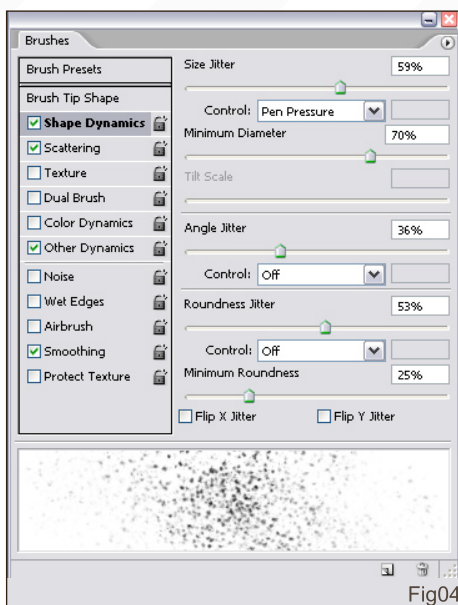 Brushes
Brush Presets
Brush Tip Shape
Shape Dynamics
Scattering
Texture
Dual Brush
Color Dynamics
Other Dynamics
Noise
Wet Edges
Airbrush
Smoothing
Protect Texture
Size Jitter 59%
Control: Pen Pressure
Minimum Diameter 70%
Tilt Scale
Angle Jitter 36%
Control: Off
Roundness Jitter 53%
Control: Off
Minimum Roundness 25%
Flip X Jitter Flip Y Jitter
Fig04